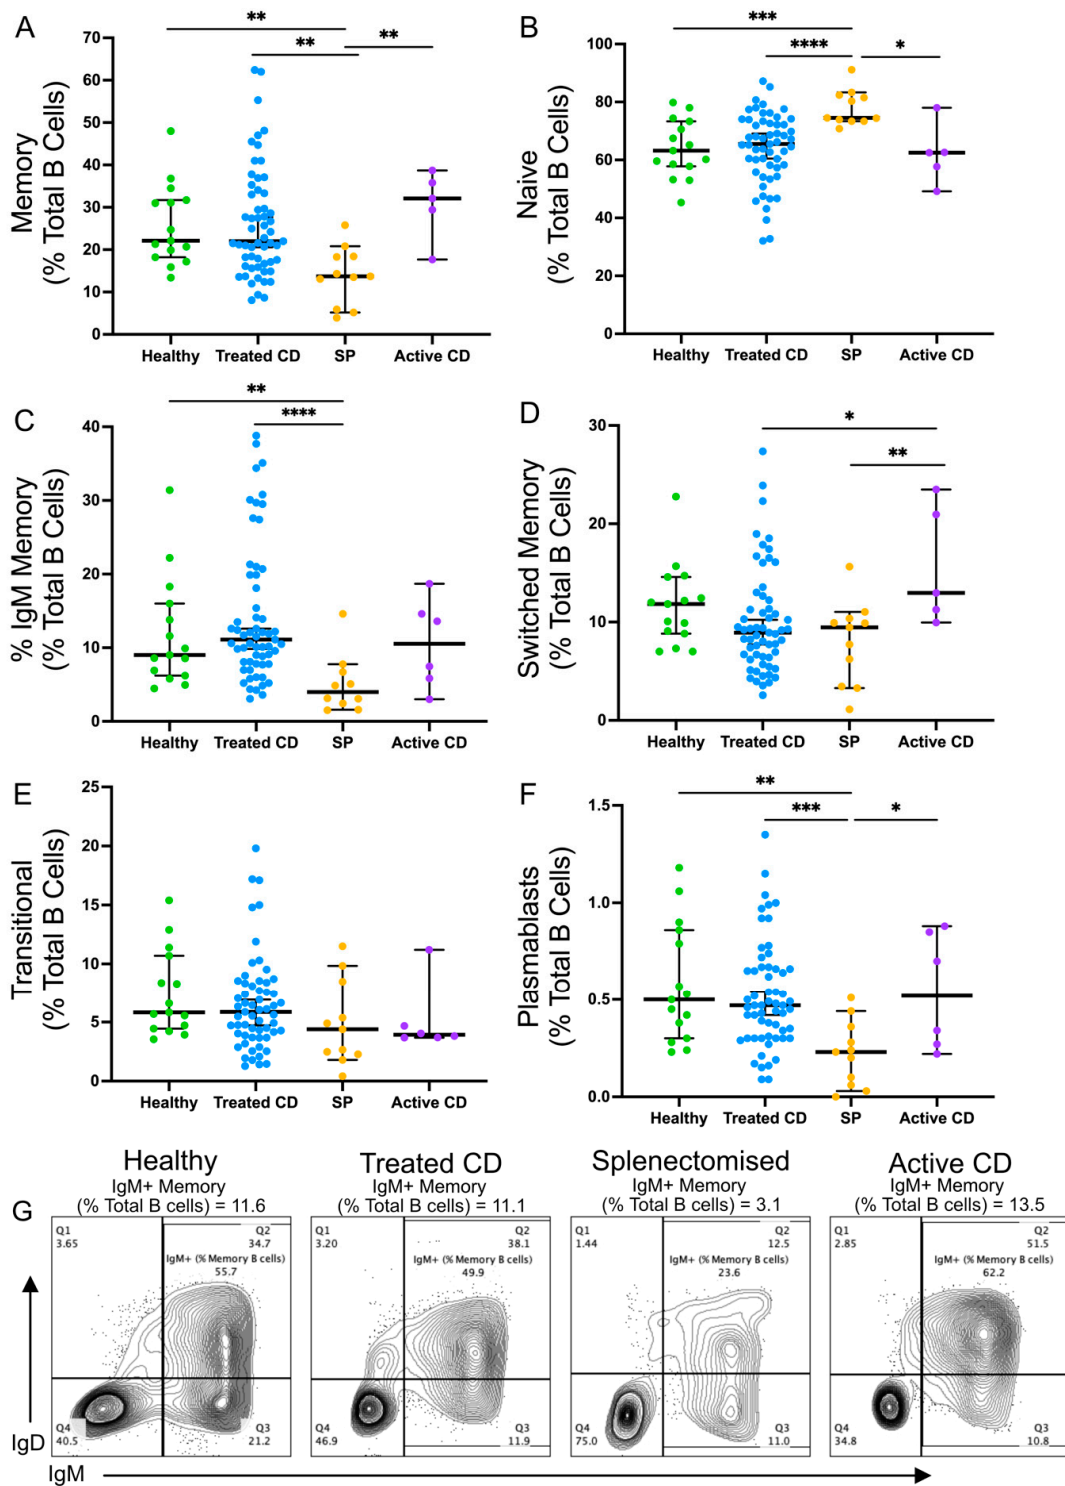 A
Memory
(% Total B Cells)
70
60
50
40
30
20
10
0
**
**
**
Healthy
Treated CD
SP
Active CD
B
Naive
(% Total B Cells)
100
80
60
40
20
0
***
****
*
Healthy
Treated CD
SP
Active CD
C
% IgM Memory
(% Total B Cells)
40
30
20
10
0
**
****
Healthy
Treated CD
SP
Active CD
D
Switched Memory
(% Total B Cells)
30
20
10
0
*
**
Healthy
Treated CD
SP
Active CD
E
Transitional
(% Total B Cells)
25
20
15
10
5
0
Healthy
Treated CD
SP
Active CD
F
Plasmablasts
(% Total B Cells)
1.5
1.0
0.5
0.0
**
***
*
Healthy
Treated CD
SP
Active CD
G
Healthy
IgM+ Memory
(% Total B cells) = 11.6
Q1
3.65
Q2
34.7
IgM+ (% Memory B cells)
55.7
Q4
40.5
Q3
21.2
Treated CD
IgM+ Memory
(% Total B cells) = 11.1
Q1
3.20
Q2
38.1
IgM+ (% Memory B cells)
49.9
Q4
46.9
Q3
11.9
Splenectomised
IgM+ Memory
(% Total B cells) = 3.1
Q1
1.44
Q2
12.5
IgM+ (% Memory B cells)
23.6
Q4
75.0
Q3
11.0
Active CD
IgM+ Memory
(% Total B cells) = 13.5
Q1
2.85
Q2
51.5
IgM+ (% Memory B cells)
62.2
Q4
34.8
Q3
10.8
IgD
IgM